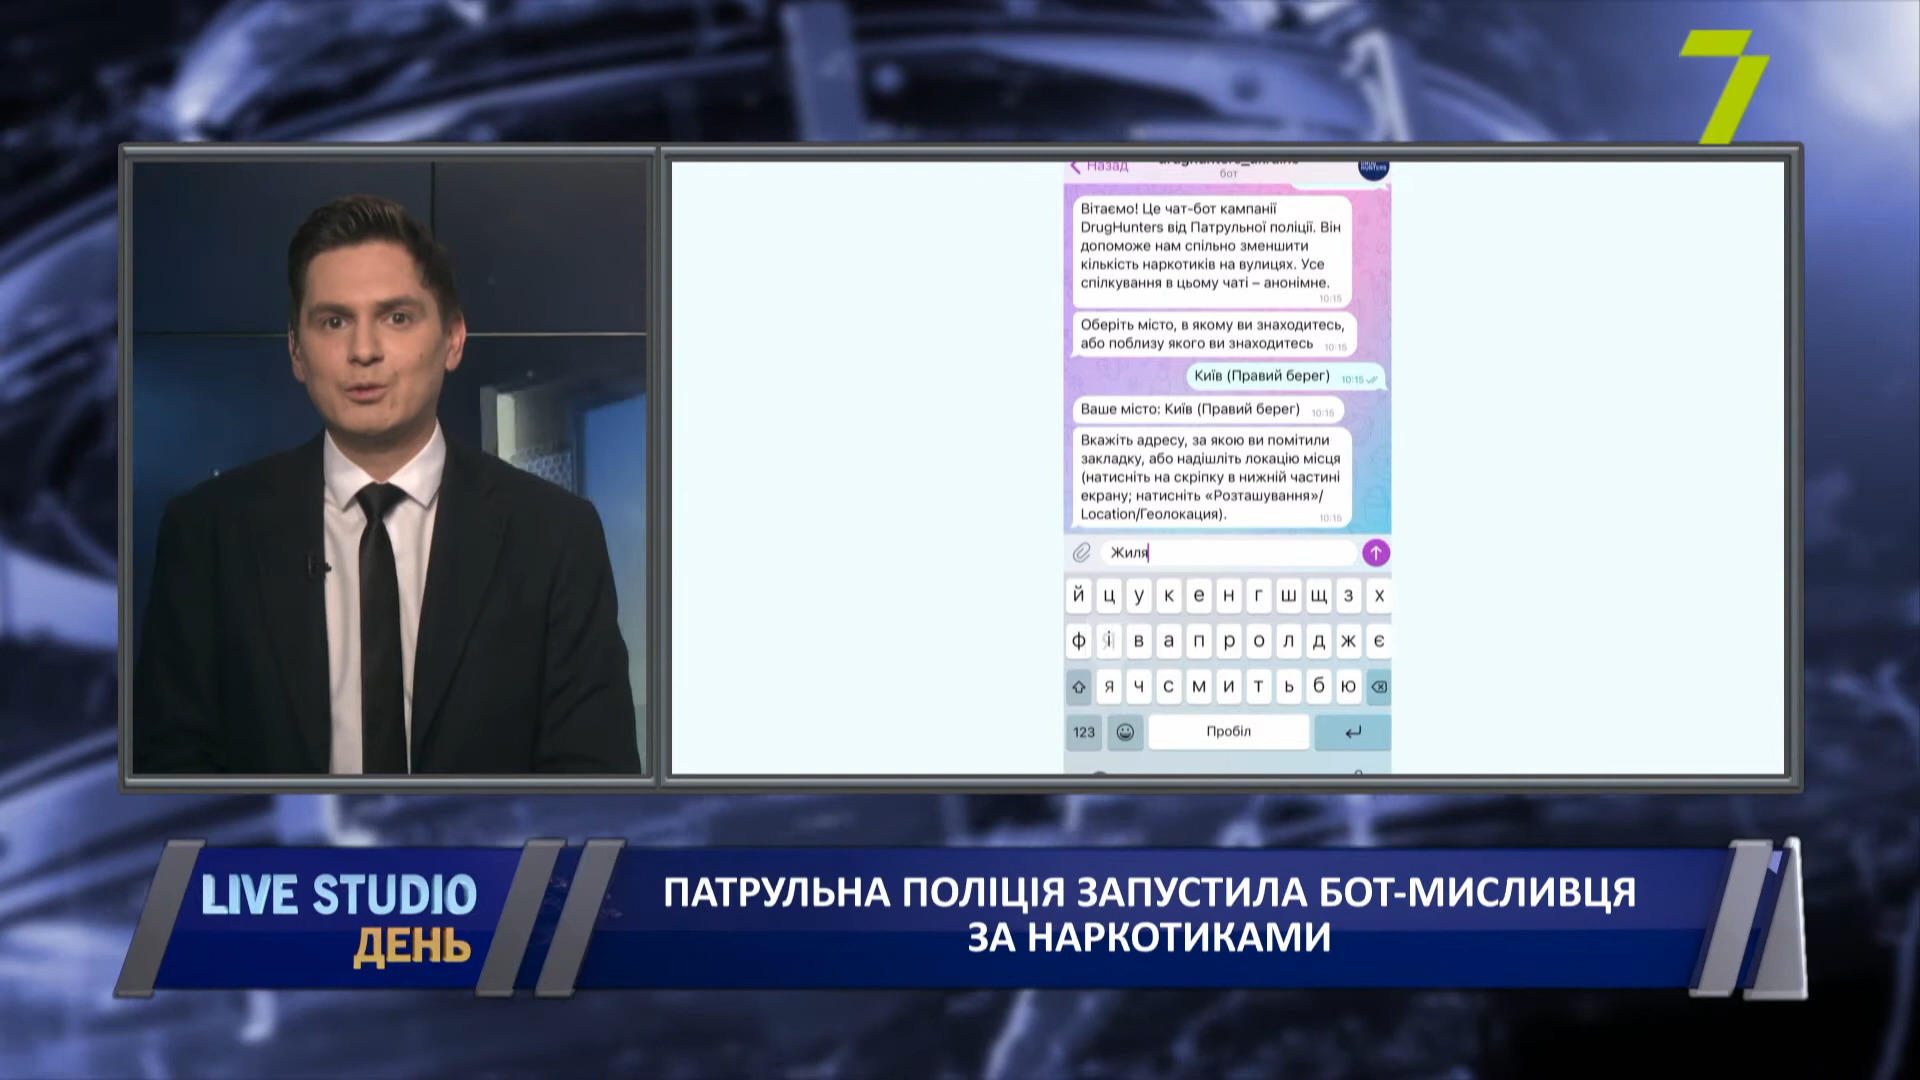 7
Назад
бот
HUNTERS
Вітаємо! Це чат-бот кампанії
DrugHunters від Патрульної поліції. Він
допоможе нам спільно зменшити
кількість наркотиків на вулицях. Усе
спілкування в цьому чаті – анонімне.
10:15
Оберіть місто, в якому ви знаходитесь,
або поблизу якого ви знаходитесь 10:15
Київ (Правий берег) 10:15
Ваше місто: Київ (Правий берег) 10:15
Вкажіть адресу, за якою ви помітили
закладку, або надішліть локацію місця
(натисніть на скріпку в нижній частині
екрану; натисніть «Розташування»/
Location/Геолокация).
10:15
Жиля
й ц у к е н г ш щ з х
ф і в а п р о л д ж є
я ч с м и т ь б ю
123 Пробіл
LIVE STUDIO
ДЕНЬ
ПАТРУЛЬНА ПОЛІЦІЯ ЗАПУСТИЛА БОТ-МИСЛИВЦЯ
ЗА НАРКОТИКАМИ